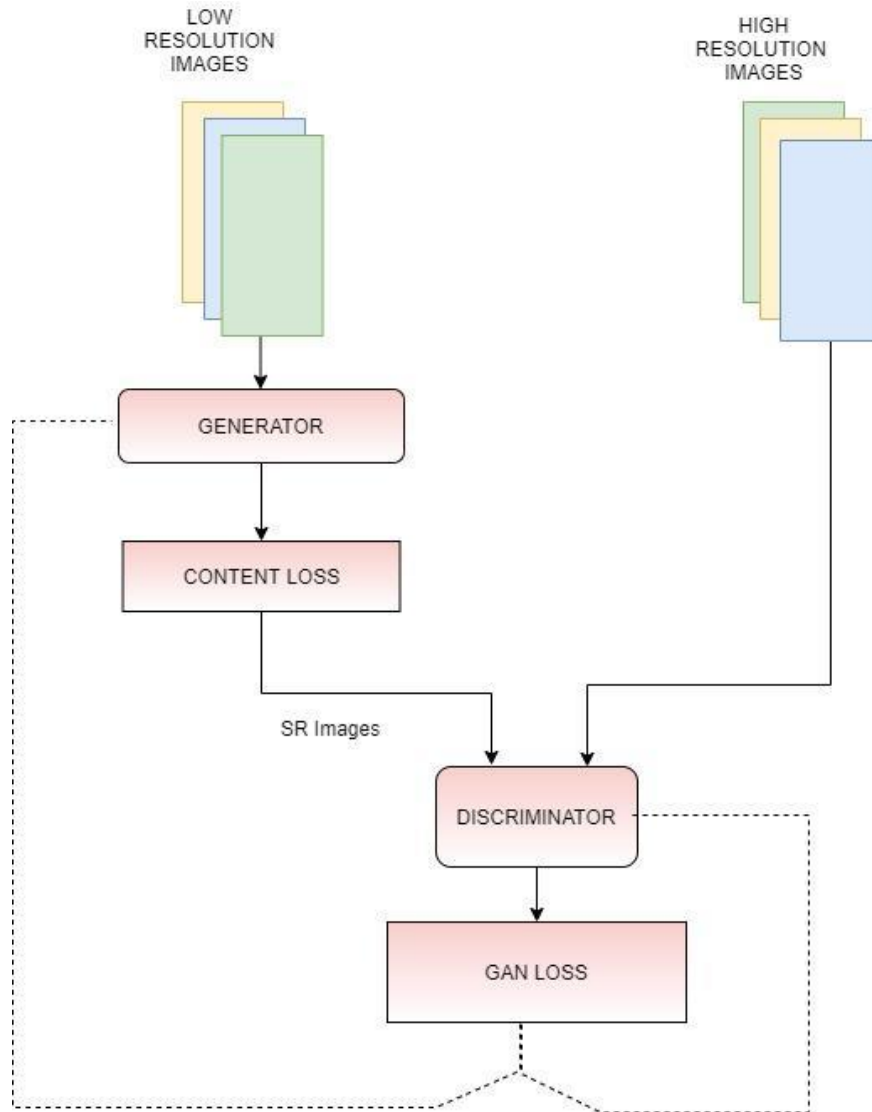 LOW
RESOLUTION
IMAGES
HIGH
RESOLUTION
IMAGES
GENERATOR
CONTENT LOSS
SR Images
DISCRIMINATOR
GAN LOSS